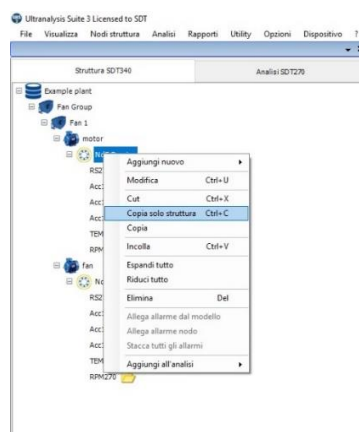 Ultranalysis Suite 3 Licensed to SDT
File Visualizza Nodi struttura Analisi Rapporti Utility Opzioni Dispositivo ?
Struttura SDT340 Analisi SDT270
Example plant
Fan Group
Fan 1
motor
Aggiungi nuovo
Modifica Ctrl+U
Cut Ctrl+X
Copia solo struttura Ctrl+C
Copia
Incolla Ctrl+V
Espandi tutto
Riduci tutto
Elimina Del
Allega allarme dal modello
Allega allarme nodo
Stacca tutti gli allarmi
Aggiungi all'analisi
RS2
Acc
Acc
Acc
TEM
RPM
fan
RS2
Acc
Acc
Acc
TEM
RPM270